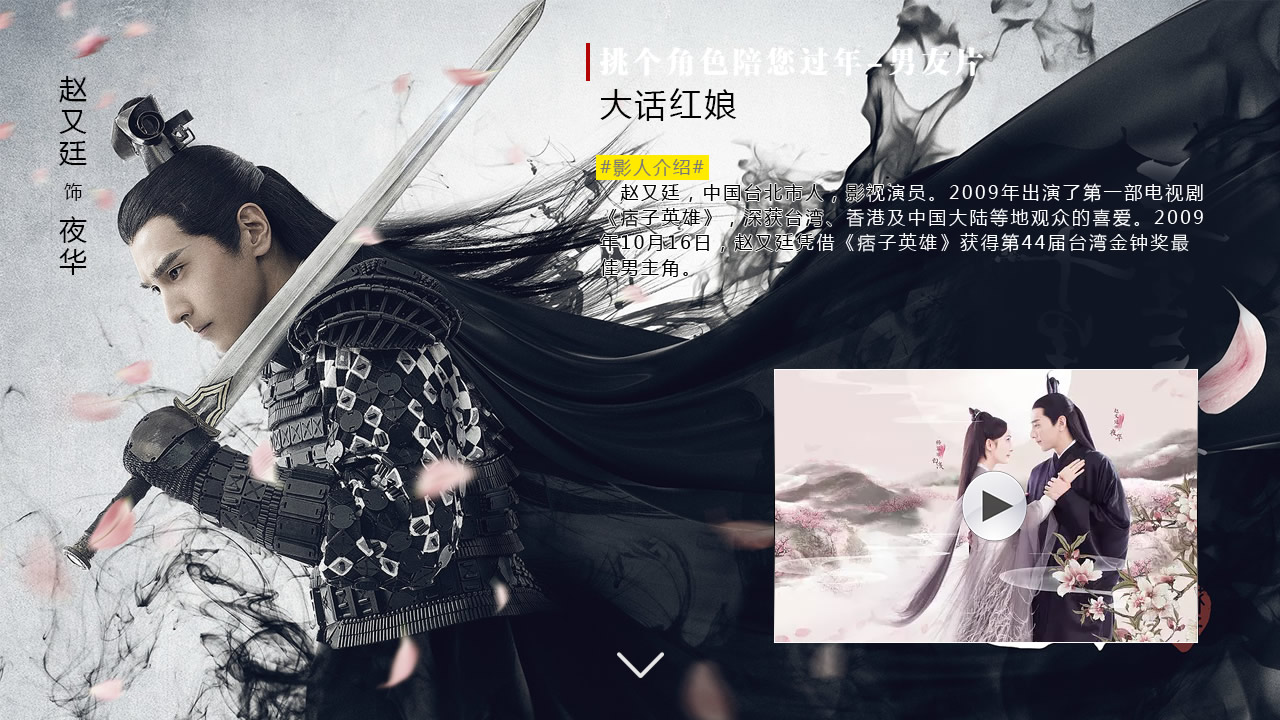 赵又廷 饰 夜华
挑个角色陪您过年-男友片
大话红娘
#影人介绍#
赵又廷，中国台北市人，影视演员。2009年出演了第一部电视剧
《痞子英雄》，深获台湾、香港及中国大陆等地观众的喜爱。2009
年10月16日，赵又廷凭借《痞子英雄》获得第44届台湾金钟奖最
佳男主角。